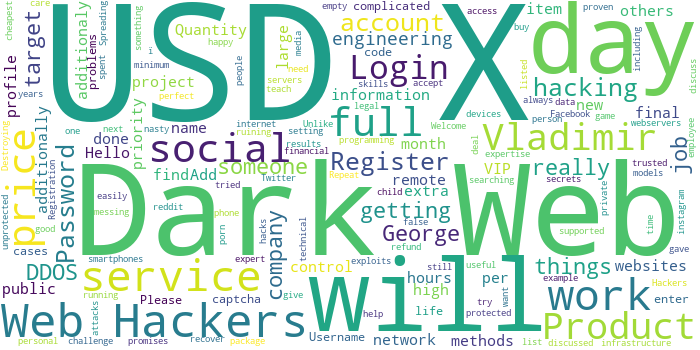 USD X day
Dark Web will
Web Hackers
social service
full Login
price Password
Register Vladimir
Product work
account hacking
engineering
target profile
additionaly
problems
large
project
Quantity
complicated
code
others
item
access
cheapest
empty
care
proven
buy
something
happy
spent
Spreading
years
minimum
people
media
need
servers
teach
perfect
skills
accept
legal
devices
including
listed
discuss
always
data
person
Facebook
game
webservers
employee
new
final
information
month
programming
Welcome
deal
expertise
Repeat
VIP
really
job
trusted
models
name
done
Hello
priority
someone
internet
ruining
setting
results
financial
Unlike
Destroying
one
next
nasty
Registration
additionally
findAdd
Twitter
remote
extra
getting
George
company
child
secrets
searching
private
instagram
unprotected
easily
messing
tried
reddit
phone
porn
hacks
technical
false
refund
cases
good
DDOS
smartphones
expert
control
exploits
hours
still
useful
per
things
websites
supported
time
gave
public
running
captcha
give
life
high
try
protected
want
example
enter
Hackers
Please
attacks
Username
network
help
methods
list
discussed
infrastructure
personal
challenge
promises
recover
package